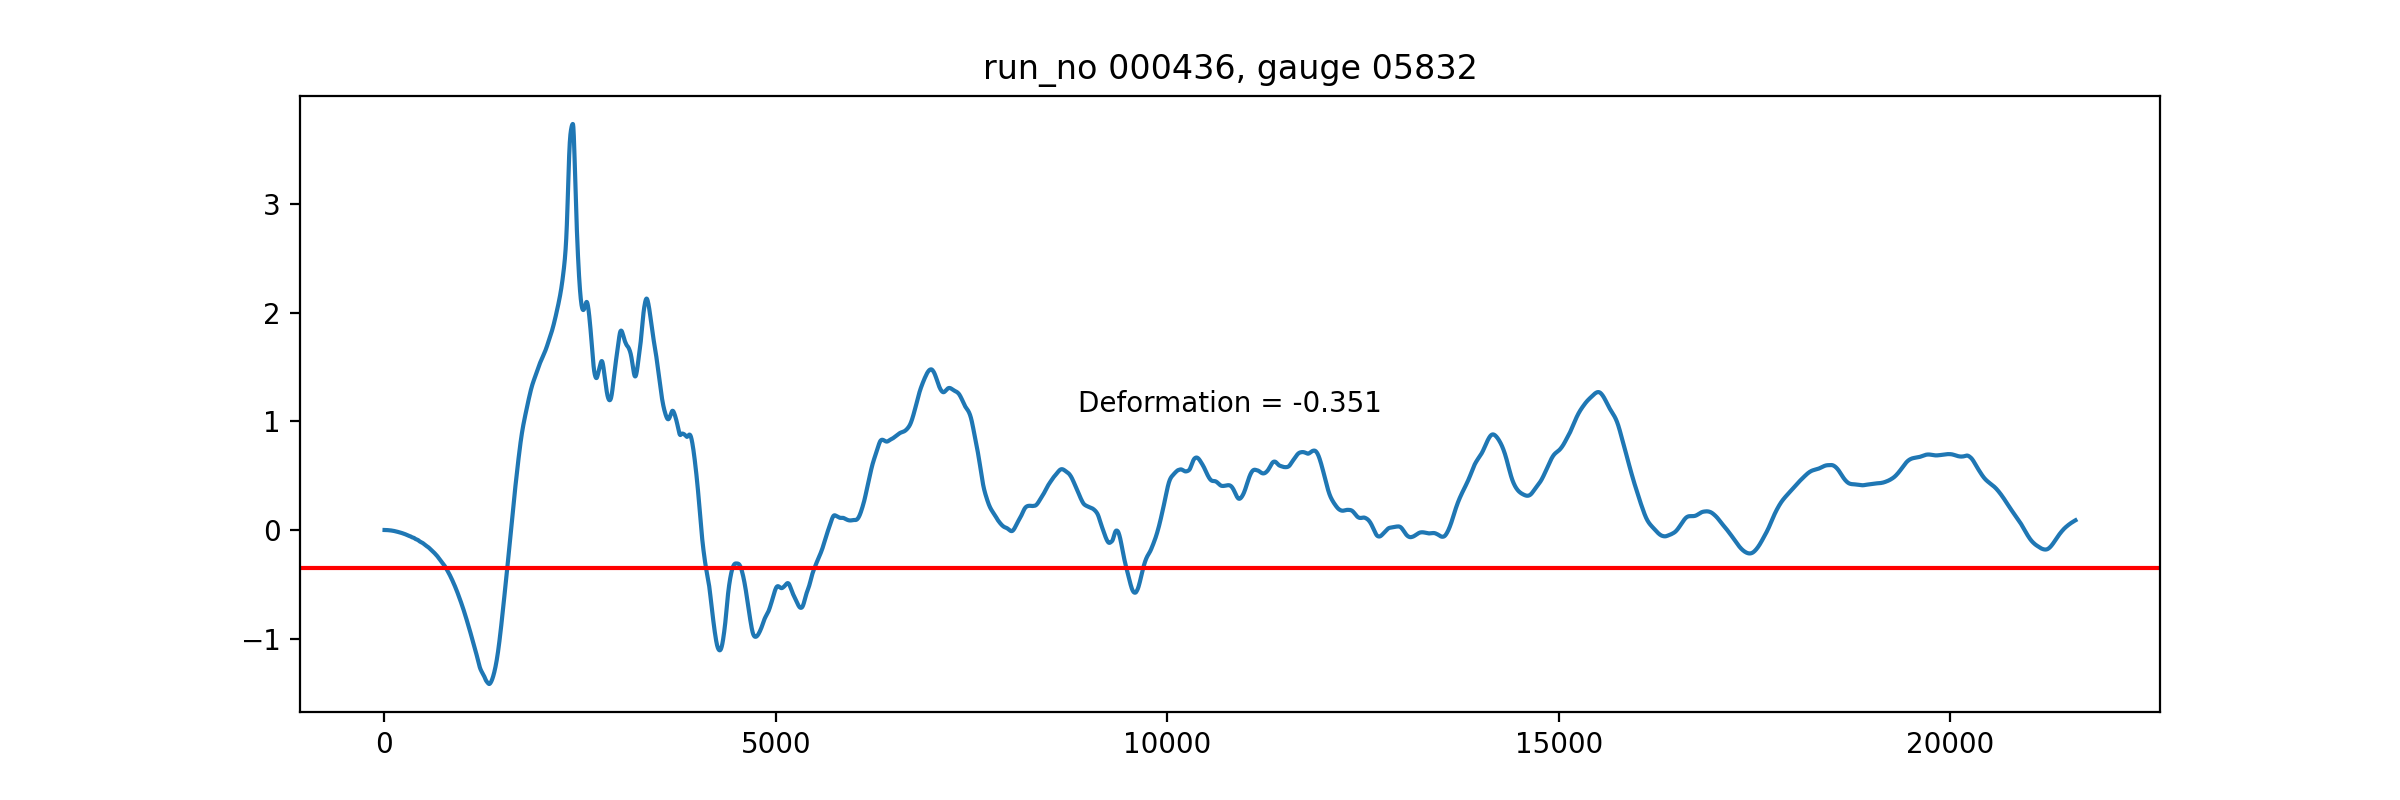 run_no 000436, gauge 05832
3
2
1
0
−1
Deformation = -0.351
0 5000 10000 15000 20000